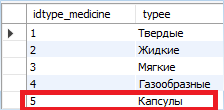 idtype_medicine typee
1 Твердые
2 Жидкие
3 Мягкие
4 Газообразные
5 Капсулы